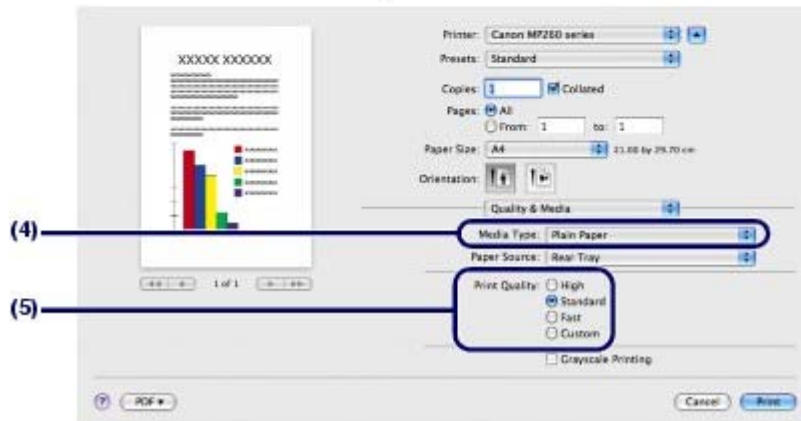 Printer: Canon MP260 series
Presets: Standard
XXXXX XXXXXX
Copies: 1 Collated
Pages: All
From: 1 to: 1
Paper Size: A4 21.00 by 29.70 cm
Orientation:
Quality & Media
(4) Media Type: Plain Paper
Paper Source: Rear Tray
1 of 1
(5) Print Quality: High
Standard
Fast
Custom
Grayscale Printing
? PDF Cancel Print